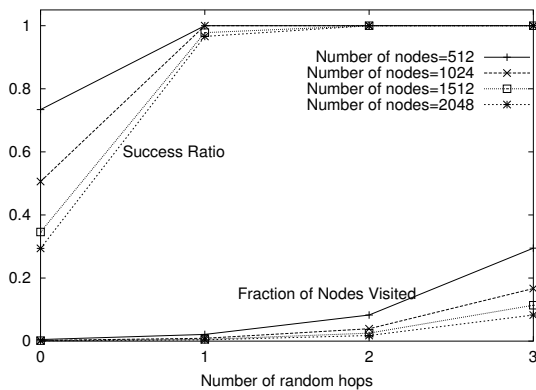 1
0.8
0.6
0.4
0.2
0
0
1
2
3
Number of nodes=512
Number of nodes=1024
Number of nodes=1512
Number of nodes=2048
Success Ratio
Fraction of Nodes Visited
Number of random hops